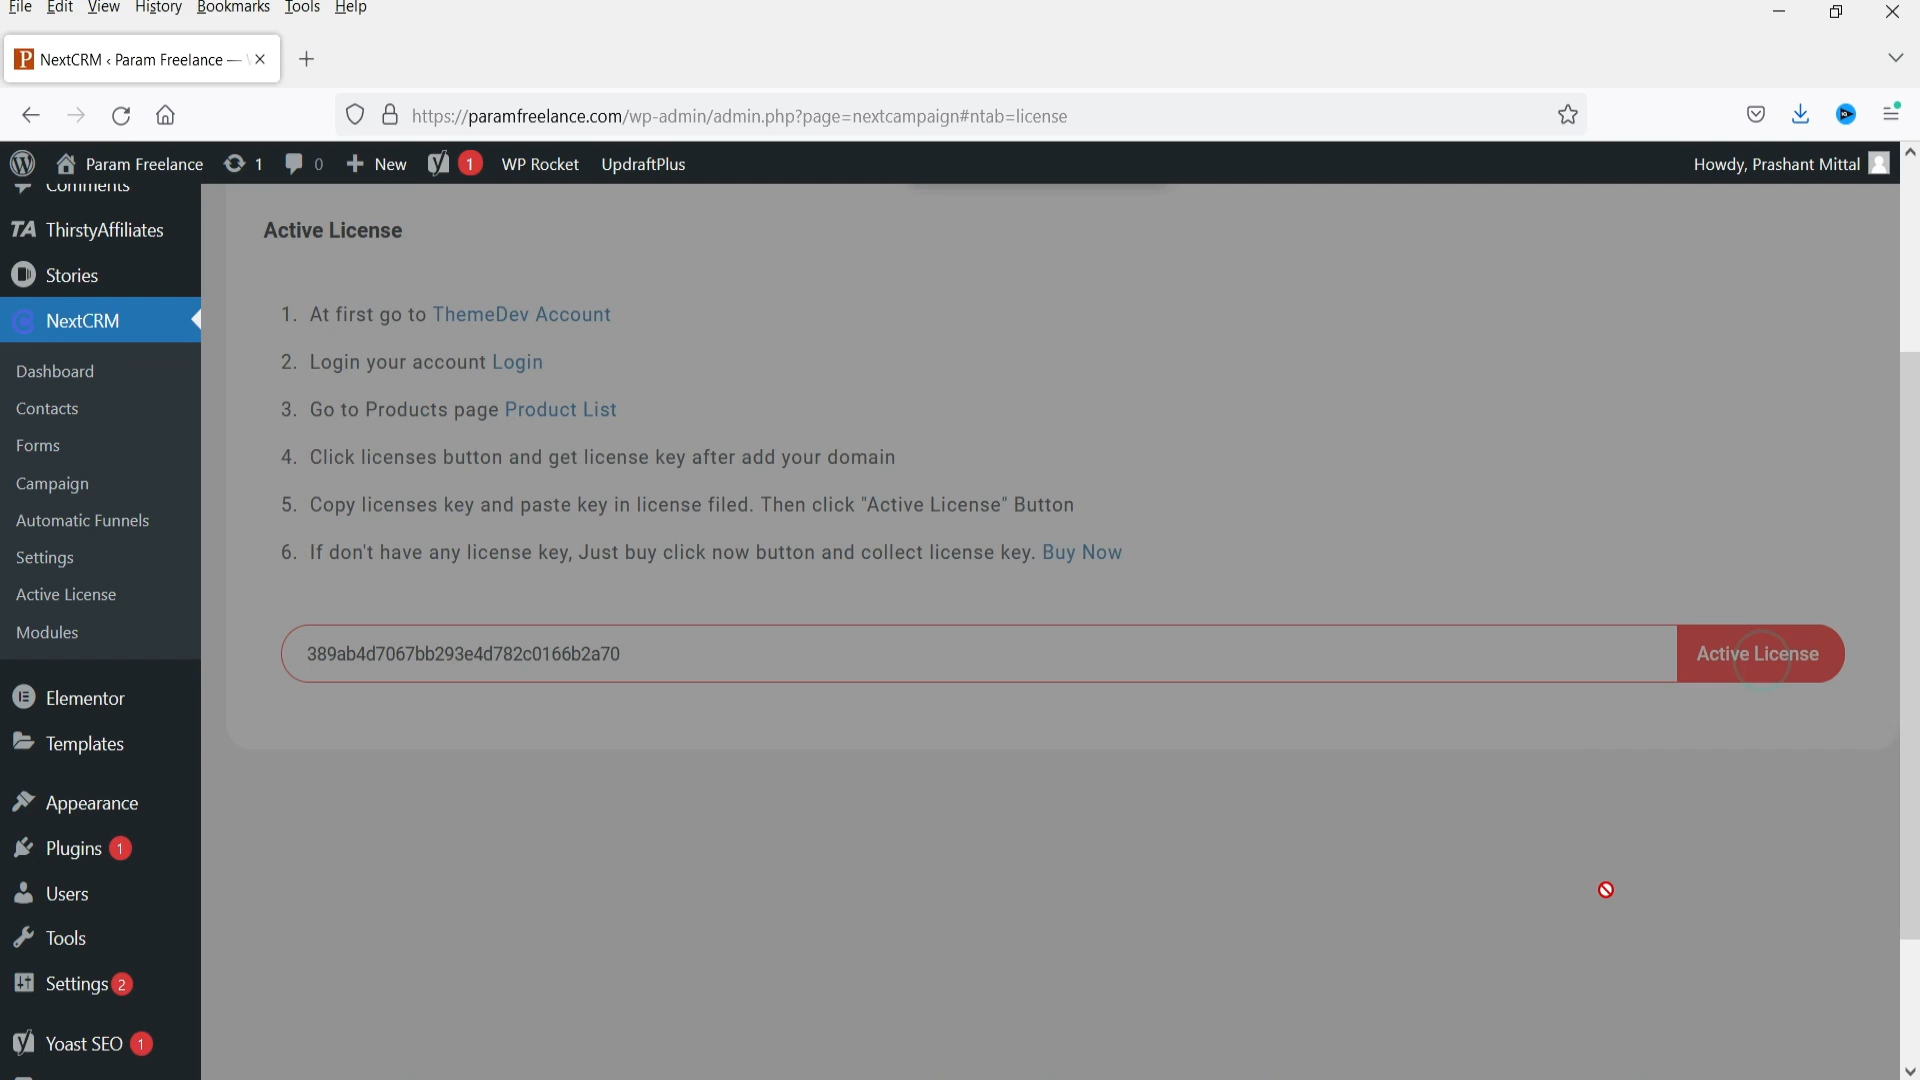 File Edit View History Bookmarks Tools Help
NextCRM ‹ Param Freelance —
https://paramfreelance.com/wp-admin/admin.php?page=nextcampaign#ntab=license
Param Freelance 1 0 New 1 WP Rocket UpdraftPlus Howdy, Prashant Mittal
Comments
TA ThirstyAffiliates
Stories
NextCRM
Dashboard
Contacts
Forms
Campaign
Automatic Funnels
Settings
Active License
Modules
Elementor
Templates
Appearance
Plugins 1
Users
Tools
Settings 2
Yoast SEO 1
Active License
1. At first go to ThemeDev Account
2. Login your account Login
3. Go to Products page Product List
4. Click licenses button and get license key after add your domain
5. Copy licenses key and paste key in license filed. Then click "Active License" Button
6. If don't have any license key, Just buy click now button and collect license key. Buy Now
389ab4d7067bb293e4d782c0166b2a70
Active License